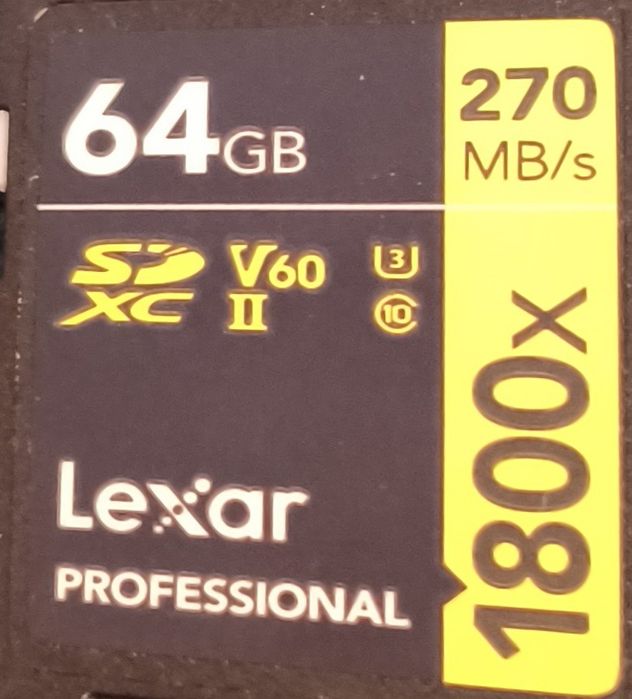 64GB
270
MB/s
SD
XC
V60
II
3
10
1800x
Lexar
PROFESSIONAL